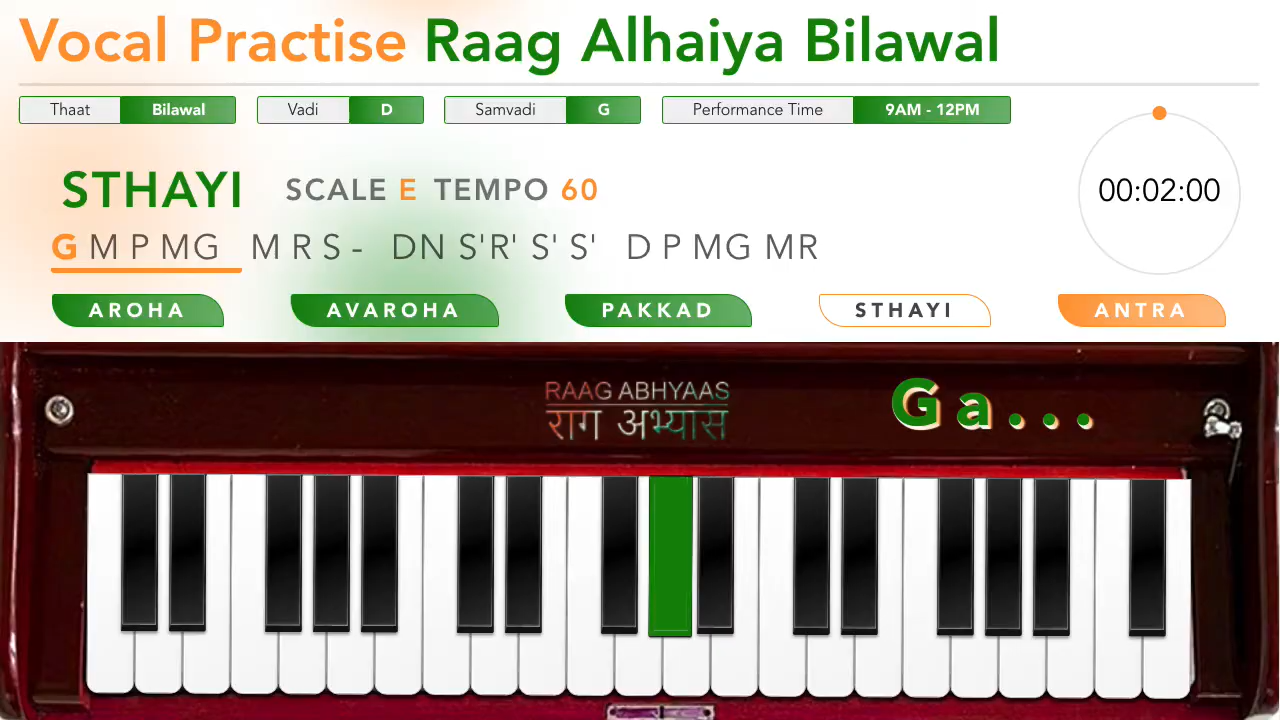 Vocal Practise Raag Alhaiya Bilawal
Thaat Bilawal Vadi D Samvadi G Performance Time 9AM - 12PM
STHAYI SCALE E TEMPO 60
00:02:00
G M P MG M R S - DN S'R' S' S' D P MG MR
AROHA AVAROHA PAKKAD STHAYI ANTRA
RAAG ABHYAAS
राग अभ्यास
Ga...